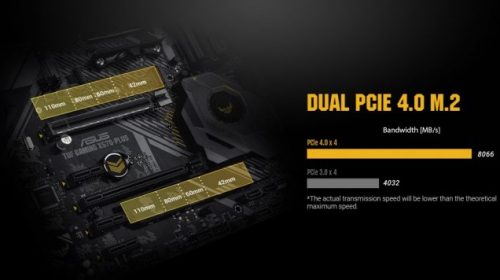 110mm
80mm
60mm
42mm
ASUS
TUF GAMING X570-PLUS
110mm
80mm
60mm
42mm
DUAL PCIE 4.0 M.2
Bandwidth [MB/s]
PCIe 4.0 x 4
8066
PCIe 3.0 x 4
4032
*The actual transmission speed will be lower than the theoretical
maximum speed.